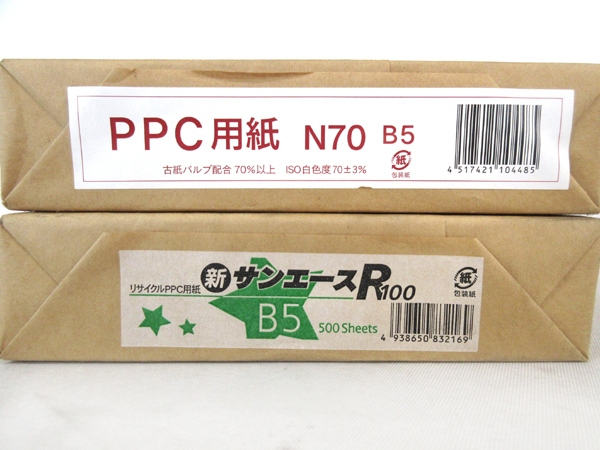 PPC用紙 N70 B5
古紙パルプ配合 70%以上 ISO白色度70±3%
紙
包装紙
4 517421 104485
リサイクルPPC用紙
新サンエースR100
B5 500 Sheets
紙
包装紙
4 938650 832169